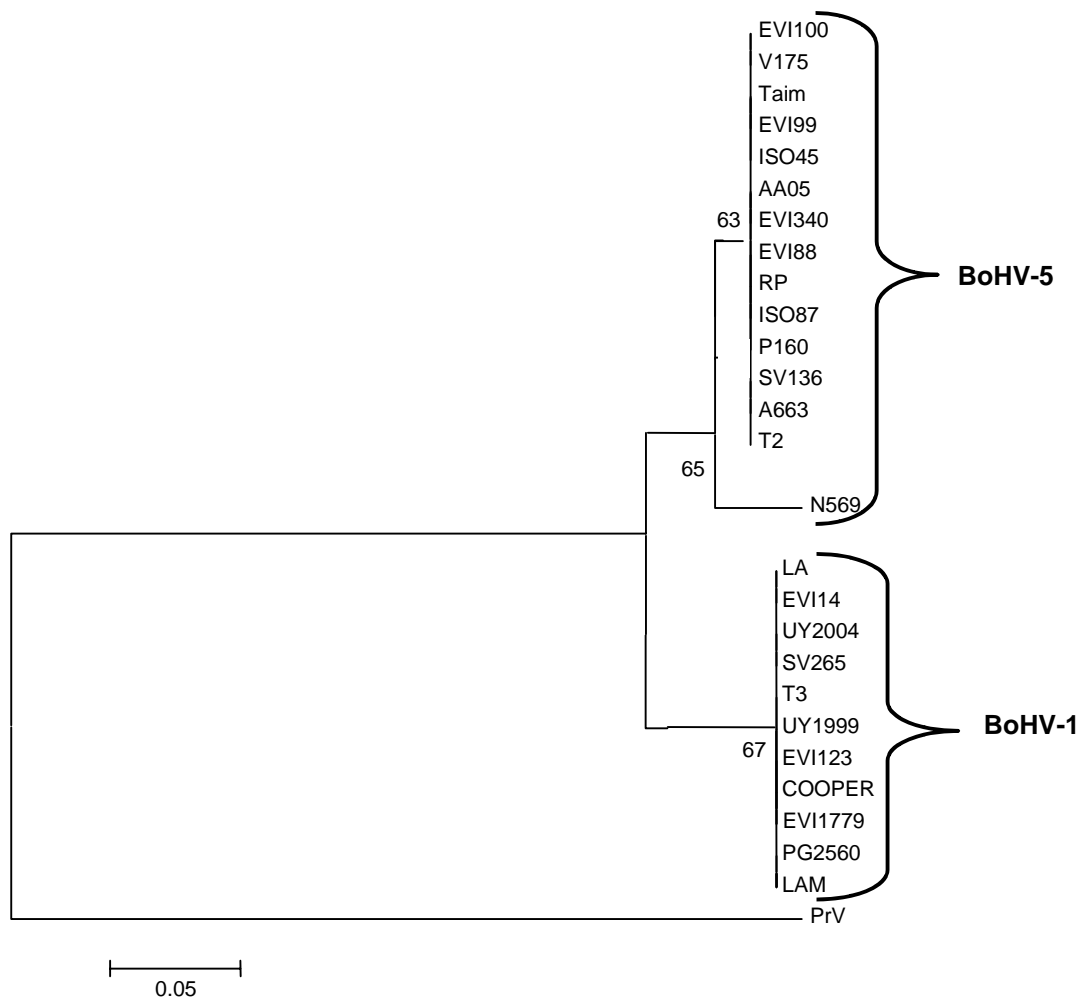 EVI100
V175
Taim
EVI99
ISO45
AA05
EVI340
63
EVI88
BoHV-5
RP
ISO87
P160
SV136
A663
T2
65
N569
LA
EVI14
UY2004
SV265
T3
UY1999
BoHV-1
67
EVI123
COOPER
EVI1779
PG2560
LAM
PrV
0.05